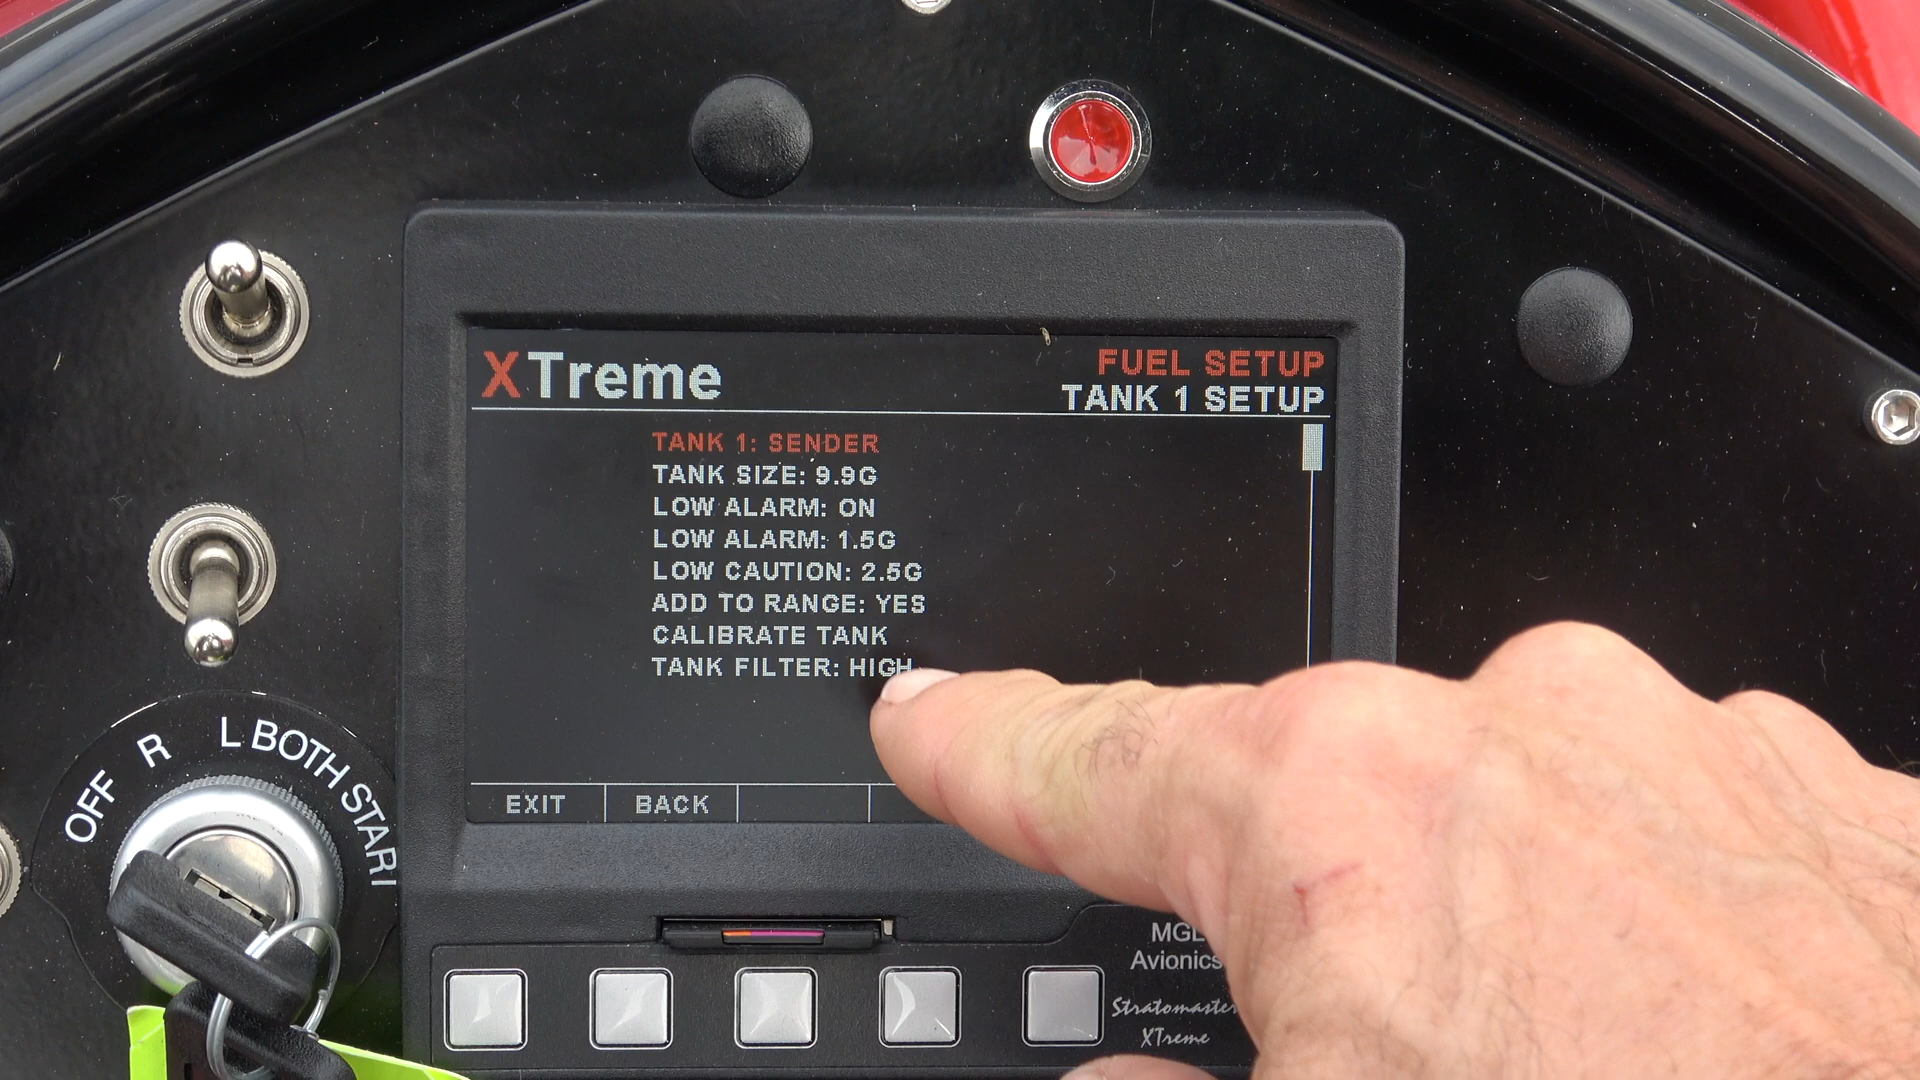 XTreme
FUEL SETUP
TANK 1 SETUP
TANK 1: SENDER
TANK SIZE: 9.9G
LOW ALARM: ON
LOW ALARM: 1.5G
LOW CAUTION: 2.5G
ADD TO RANGE: YES
CALIBRATE TANK
TANK FILTER: HIGH
EXIT BACK
OFF R L BOTH START
MGL
Avionics
Stratomaster
XTreme